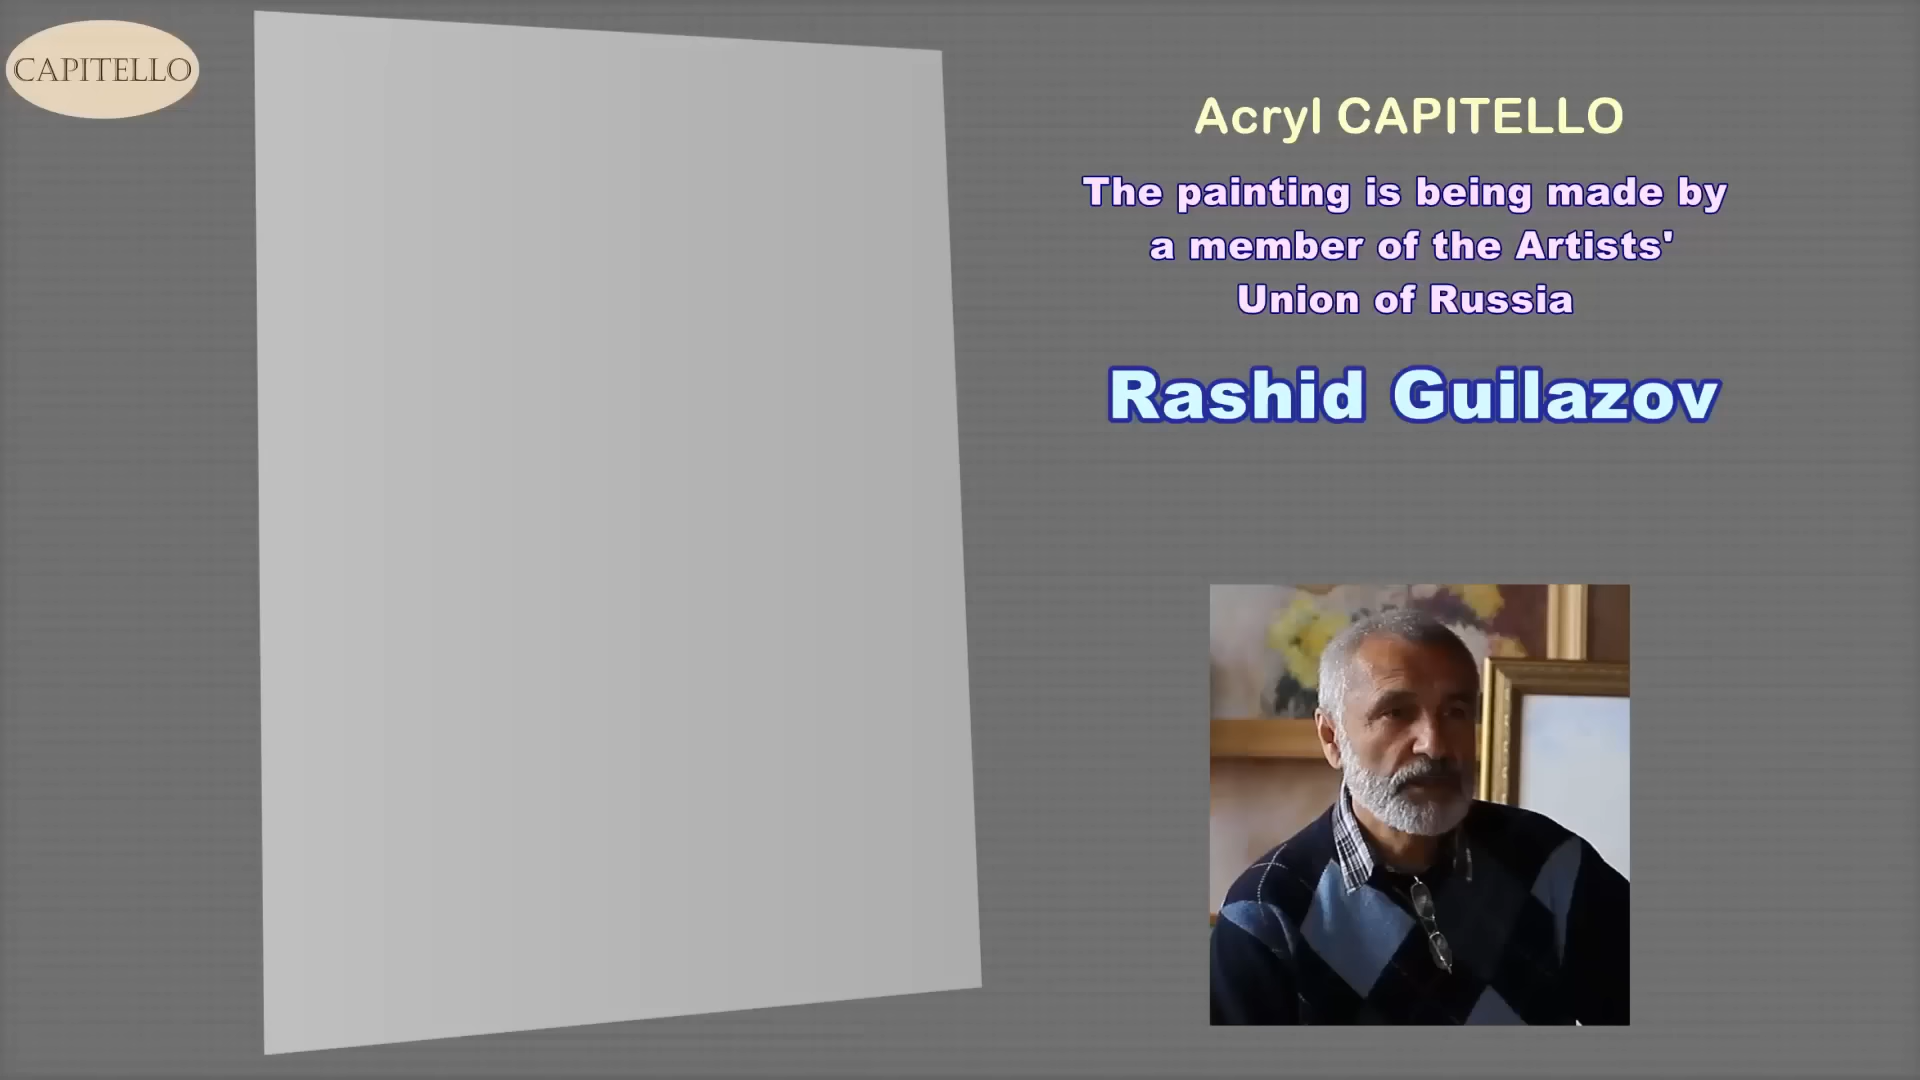 CAPITELLO
Acryl CAPITELLO
The painting is being made by
a member of the Artists'
Union of Russia
Rashid Guilazov